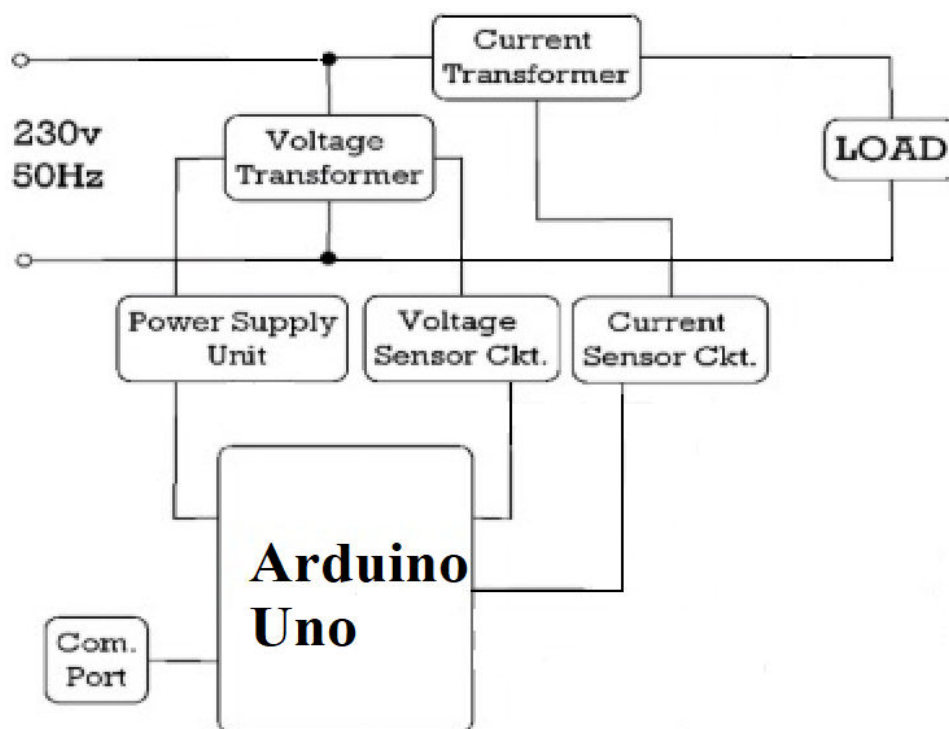 Current
Transformer
230v
50Hz
Voltage
Transformer
LOAD
Power Supply
Unit
Voltage
Sensor Ckt.
Current
Sensor Ckt.
Arduino
Uno
Com.
Port